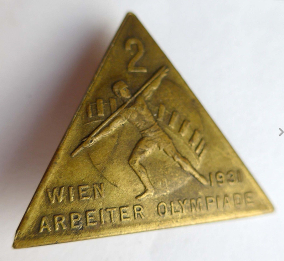 2
WIEN 1931
ARBEITER OLYMPIADE